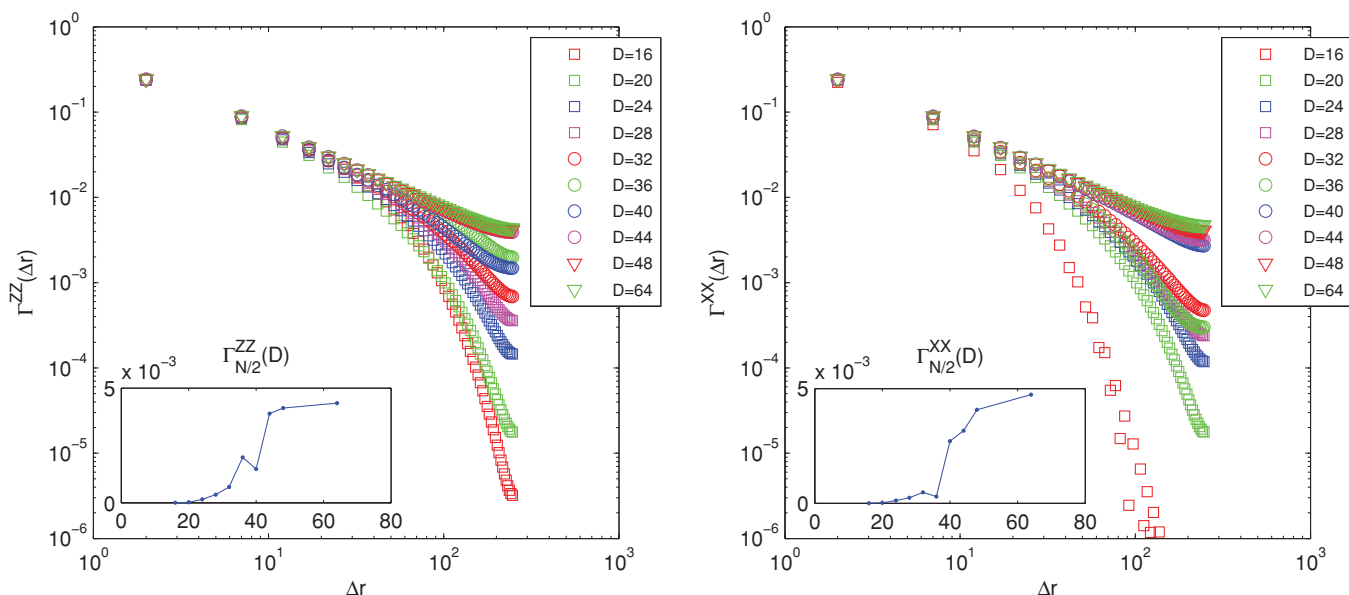 10^0
10^-1
10^-2
10^-3
10^-4
10^-5
10^-6
10^0
10^1
10^2
10^3
Γ^ZZ(Δr)
Δr
D=16
D=20
D=24
D=28
D=32
D=36
D=40
D=44
D=48
D=64
Γ^ZZ_N/2(D)
x 10^-3
5
0
0 20 40 60 80
10^0
10^-1
10^-2
10^-3
10^-4
10^-5
10^-6
10^0
10^1
10^2
10^3
Γ^XX(Δr)
Δr
D=16
D=20
D=24
D=28
D=32
D=36
D=40
D=44
D=48
D=64
Γ^XX_N/2(D)
x 10^-3
5
0
0 20 40 60 80